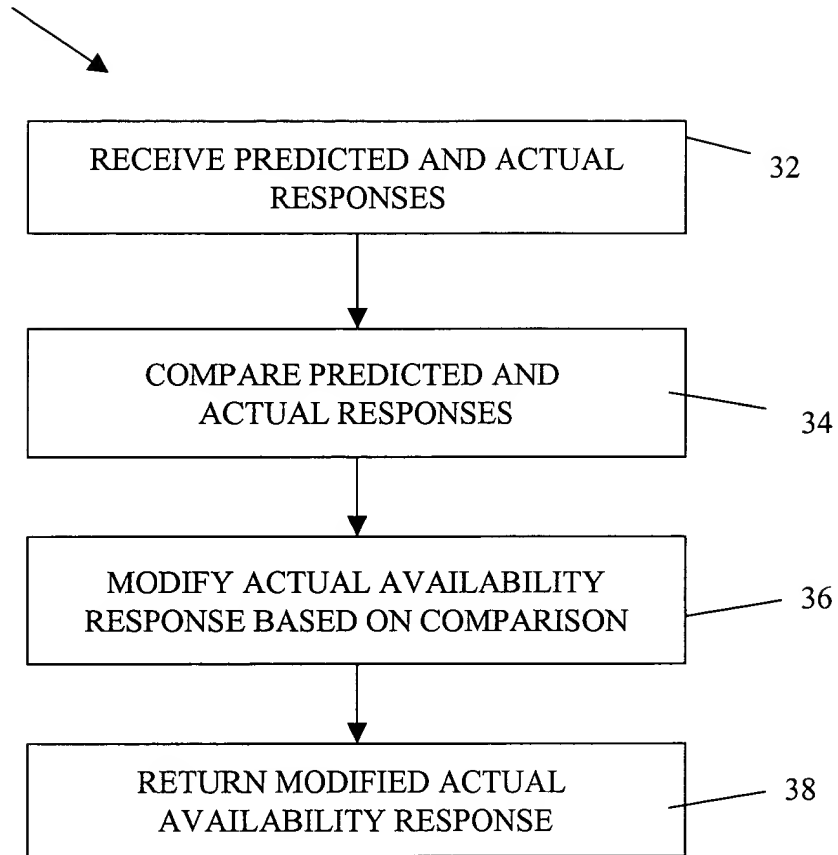 RECEIVE PREDICTED AND ACTUAL
RESPONSES
32
COMPARE PREDICTED AND
ACTUAL RESPONSES
34
MODIFY ACTUAL AVAILABILITY
RESPONSE BASED ON COMPARISON
36
RETURN MODIFIED ACTUAL
AVAILABILITY RESPONSE
38